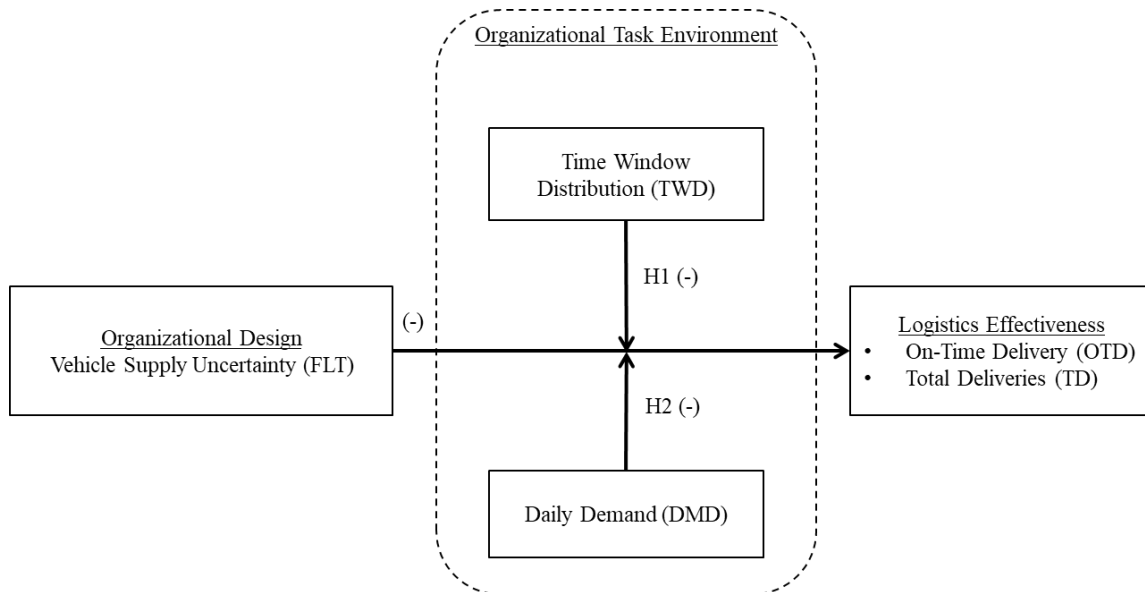 Organizational Task Environment
Time Window
Distribution (TWD)
H1 (-)
(-)
Organizational Design
Vehicle Supply Uncertainty (FLT)
Logistics Effectiveness
• On-Time Delivery (OTD)
• Total Deliveries (TD)
H2 (-)
Daily Demand (DMD)